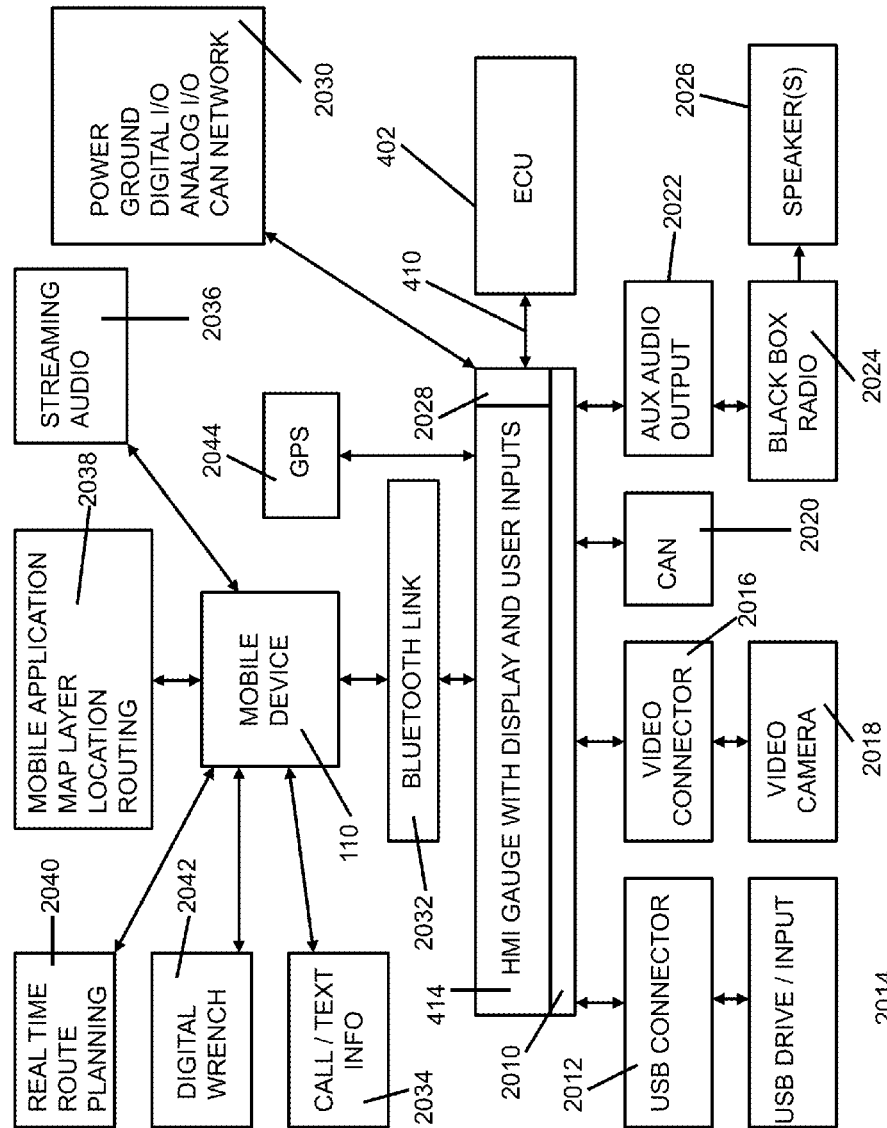 REAL TIME
ROUTE
PLANNING
2040
DIGITAL
WRENCH
2042
CALL / TEXT
INFO
2034
MOBILE APPLICATION
MAP LAYER
LOCATION
ROUTING
2038
STREAMING
AUDIO
2036
POWER
GROUND
DIGITAL I/O
ANALOG I/O
CAN NETWORK
2030
MOBILE
DEVICE
110
BLUETOOTH LINK
2032
GPS
2044
HMI GAUGE WITH DISPLAY AND USER INPUTS
414
2010
2028
410
ECU
402
USB CONNECTOR
2012
USB DRIVE / INPUT
2014
VIDEO
CONNECTOR
2016
VIDEO
CAMERA
2018
CAN
2020
AUX AUDIO
OUTPUT
2022
BLACK BOX
RADIO
2024
SPEAKER(S)
2026